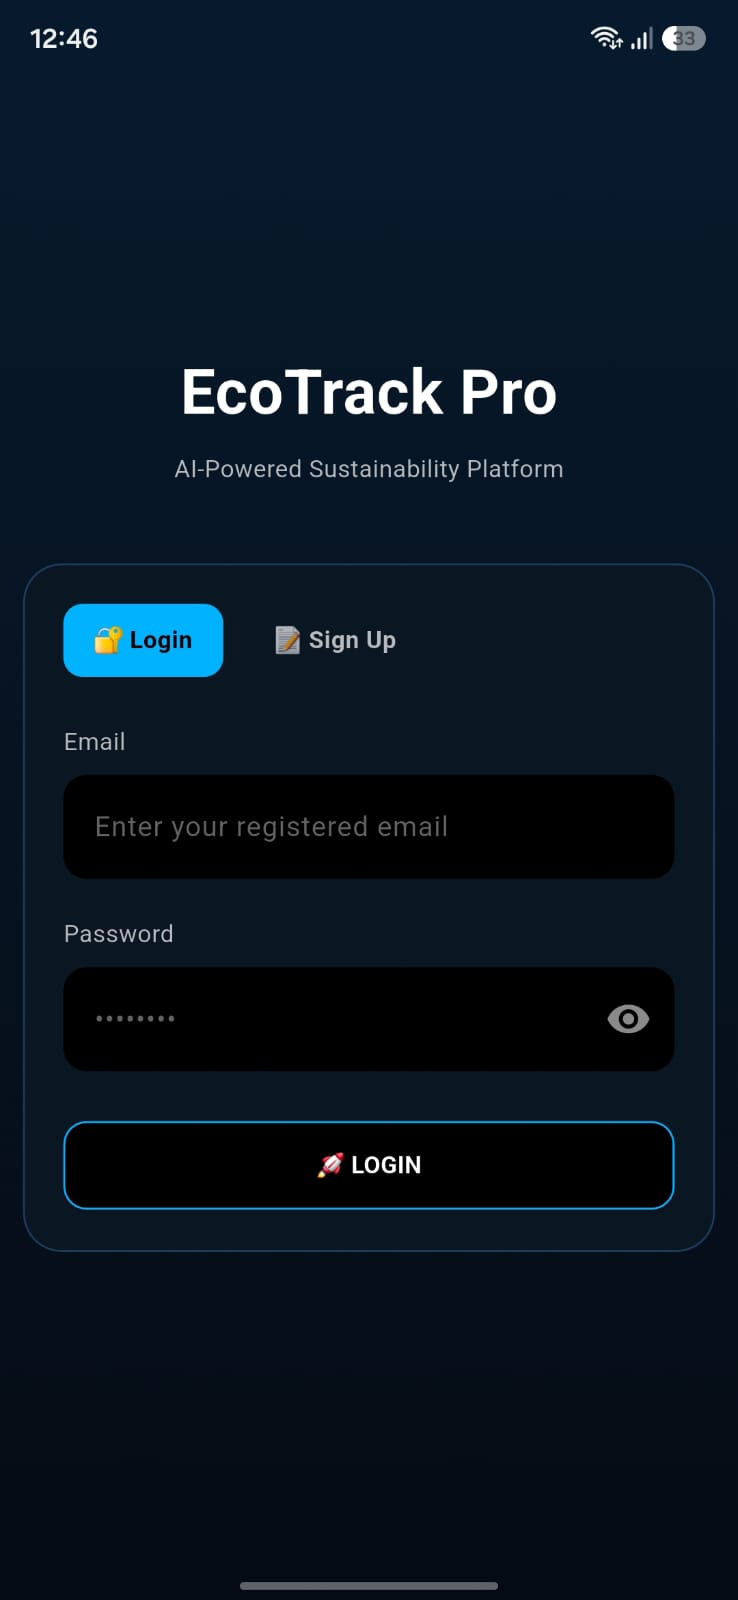 12:46
33
EcoTrack Pro
AI-Powered Sustainability Platform
🔐 Login
📝 Sign Up
Email
Enter your registered email
Password
••••••••
🚀 LOGIN